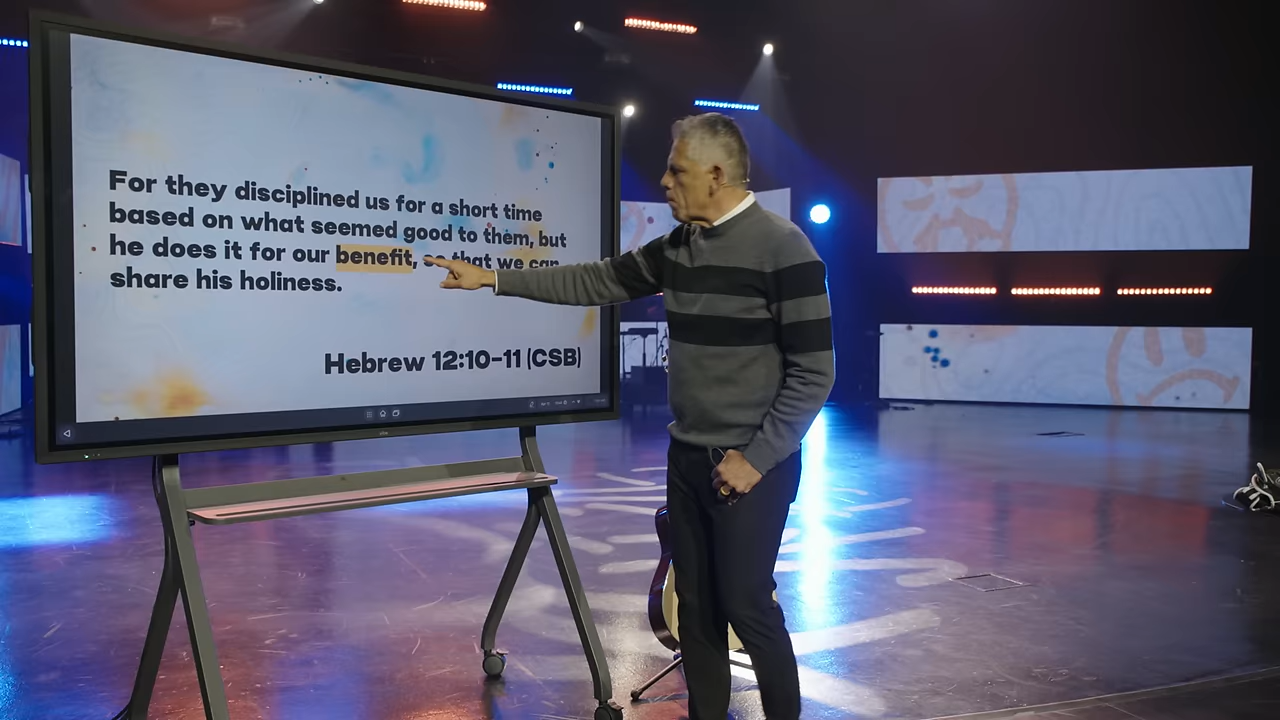 For they disciplined us for a short time
based on what seemed good to them, but
he does it for our benefit, so that we can
share his holiness.
Hebrew 12:10-11 (CSB)